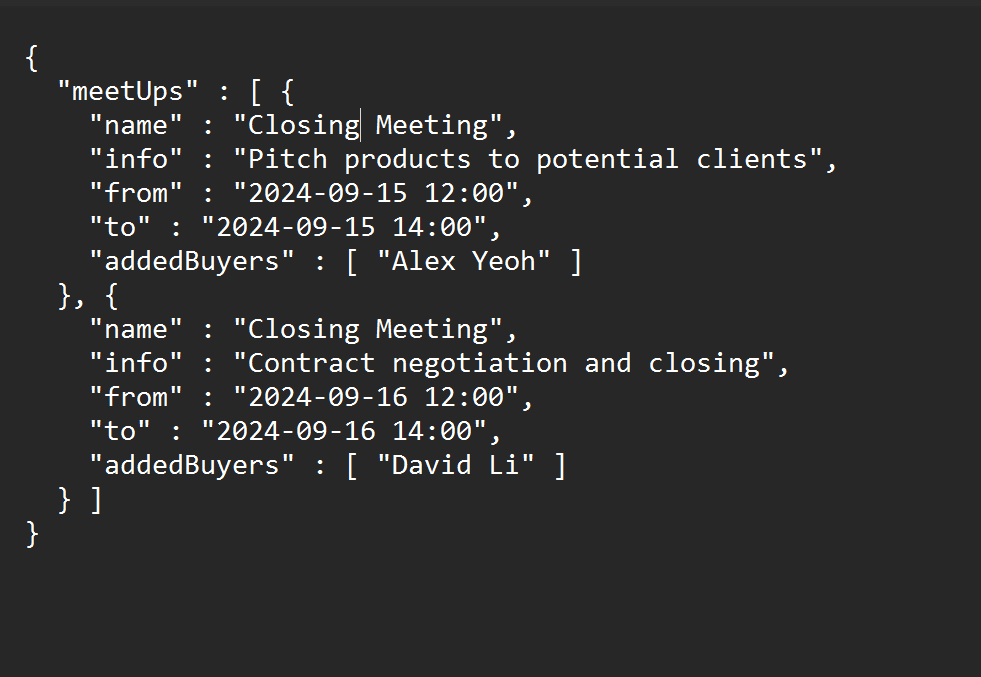 {
  "meetUps" : [ {
    "name" : "Closing Meeting",
    "info" : "Pitch products to potential clients",
    "from" : "2024-09-15 12:00",
    "to" : "2024-09-15 14:00",
    "addedBuyers" : [ "Alex Yeoh" ]
  }, {
    "name" : "Closing Meeting",
    "info" : "Contract negotiation and closing",
    "from" : "2024-09-16 12:00",
    "to" : "2024-09-16 14:00",
    "addedBuyers" : [ "David Li" ]
  } ]
}